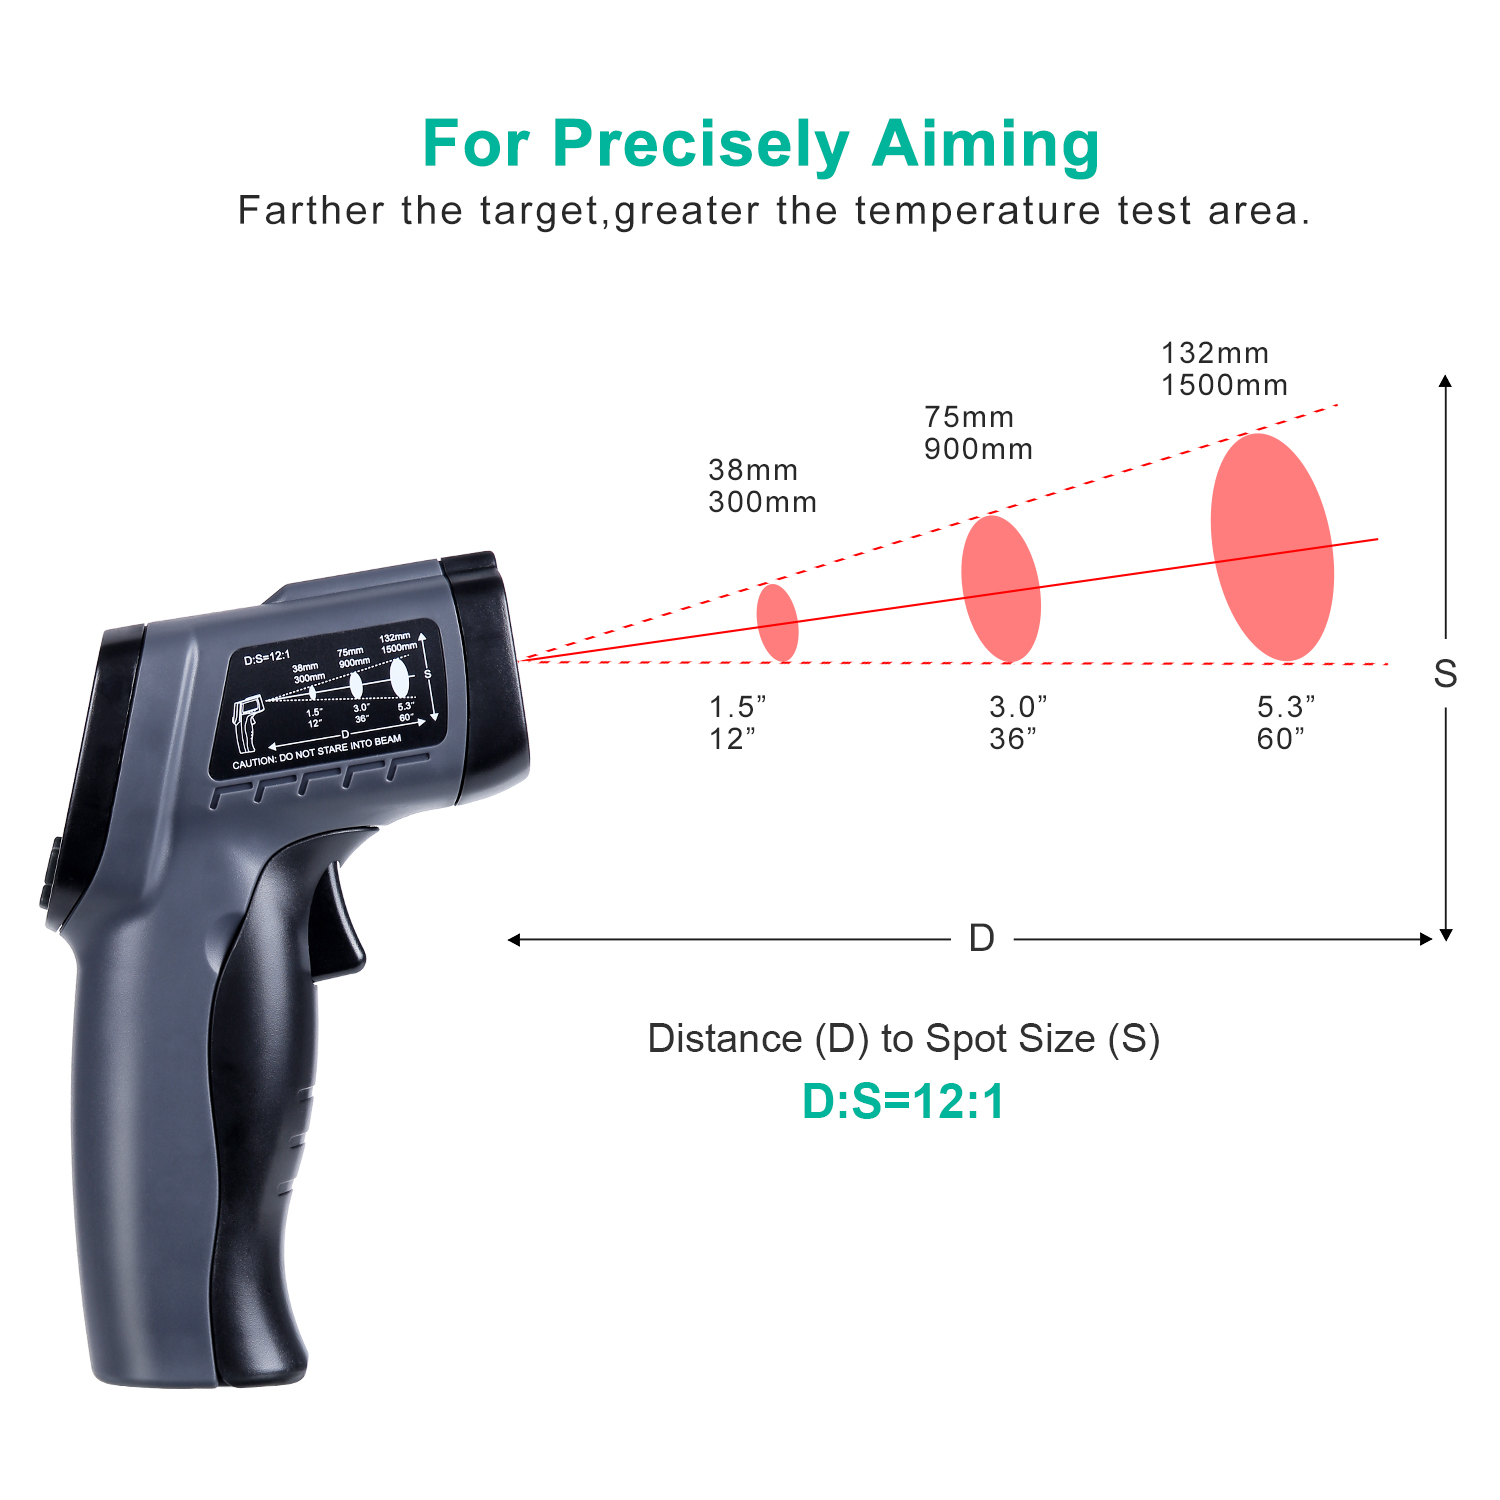 For Precisely Aiming
Farther the target,greater the temperature test area.
132mm
1500mm
75mm
900mm
38mm
300mm
1.5”
12”
3.0”
36”
5.3”
60”
S
D
Distance (D) to Spot Size (S)
D:S=12:1
D:S=12:1
132mm
1500mm
75mm
900mm
38mm
300mm
S
1.5”
12”
3.0”
36”
5.3”
60”
D
CAUTION: DO NOT STARE INTO BEAM